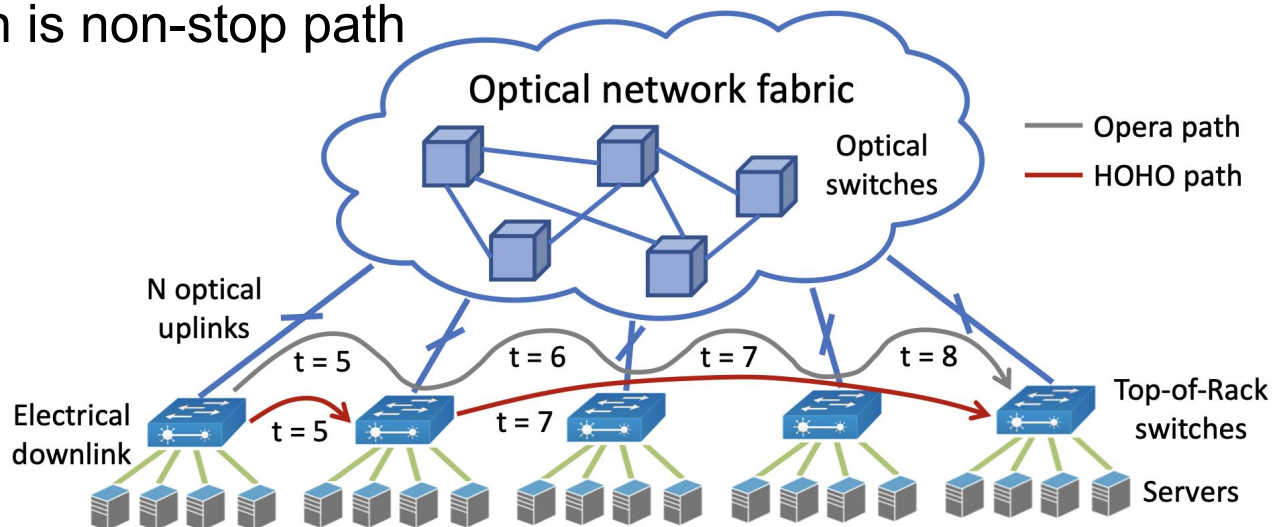 is non-stop path
Optical network fabric
Optical
switches
Opera path
HOHO path
N optical
uplinks
t = 5
t = 6
t = 7
t = 8
Electrical
downlink
t = 5
t = 7
Top-of-Rack
switches
Servers